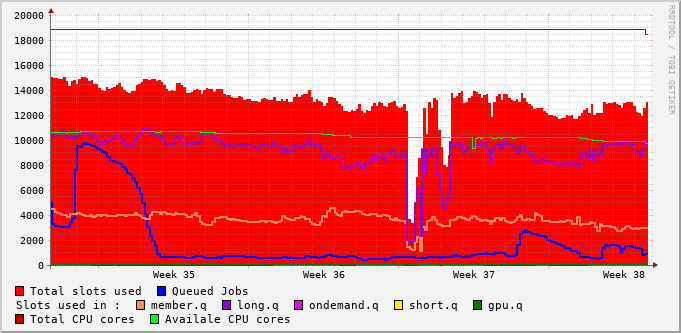 20000
18000
16000
14000
12000
10000
8000
6000
4000
2000
0
Week 35 Week 36 Week 37 Week 38
RRDTOOL / TOBI OETIKER
Total slots used Queued Jobs
Slots used in : member.q long.q ondemand.q short.q gpu.q
Total CPU cores Availale CPU cores